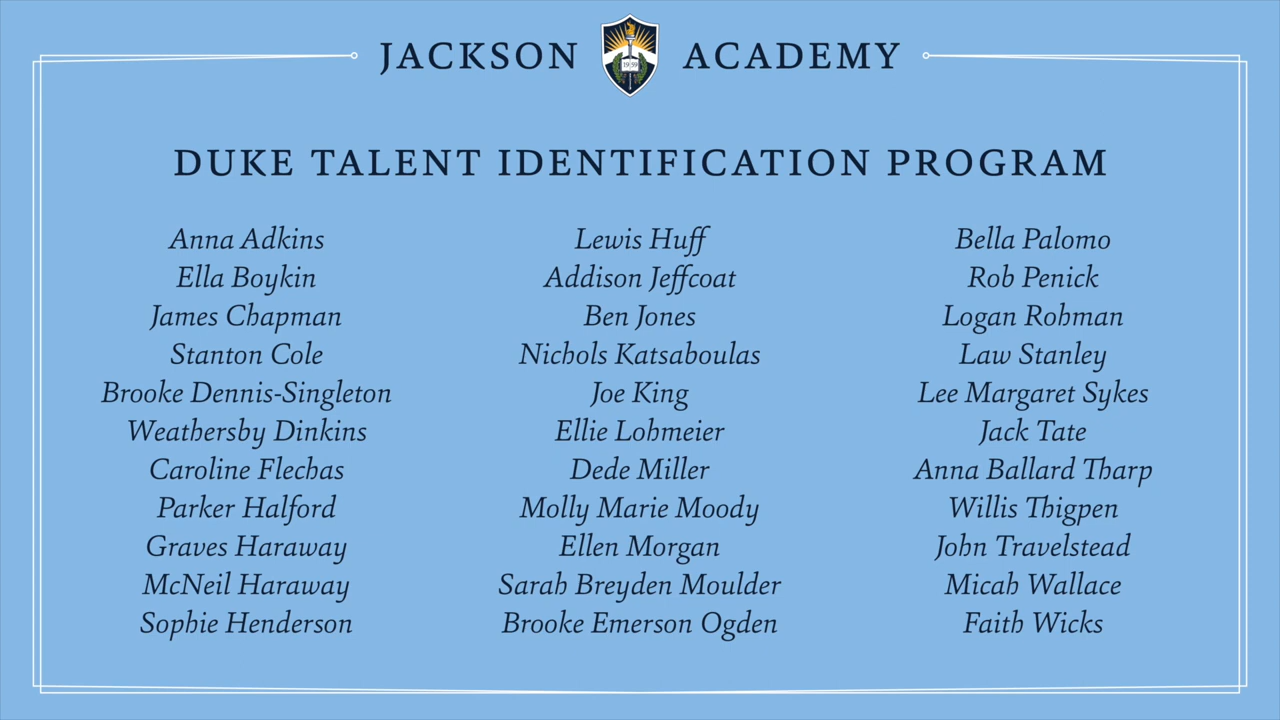 JACKSON ACADEMY
1959
DUKE TALENT IDENTIFICATION PROGRAM
Anna Adkins
Ella Boykin
James Chapman
Stanton Cole
Brooke Dennis-Singleton
Weathersby Dinkins
Caroline Flechas
Parker Halford
Graves Haraway
McNeil Haraway
Sophie Henderson
Lewis Huff
Addison Jeffcoat
Ben Jones
Nichols Katsaboulas
Joe King
Ellie Lohmeier
Dede Miller
Molly Marie Moody
Ellen Morgan
Sarah Breyden Moulder
Brooke Emerson Ogden
Bella Palomo
Rob Penick
Logan Rohman
Law Stanley
Lee Margaret Sykes
Jack Tate
Anna Ballard Tharp
Willis Thigpen
John Travelstead
Micah Wallace
Faith Wicks